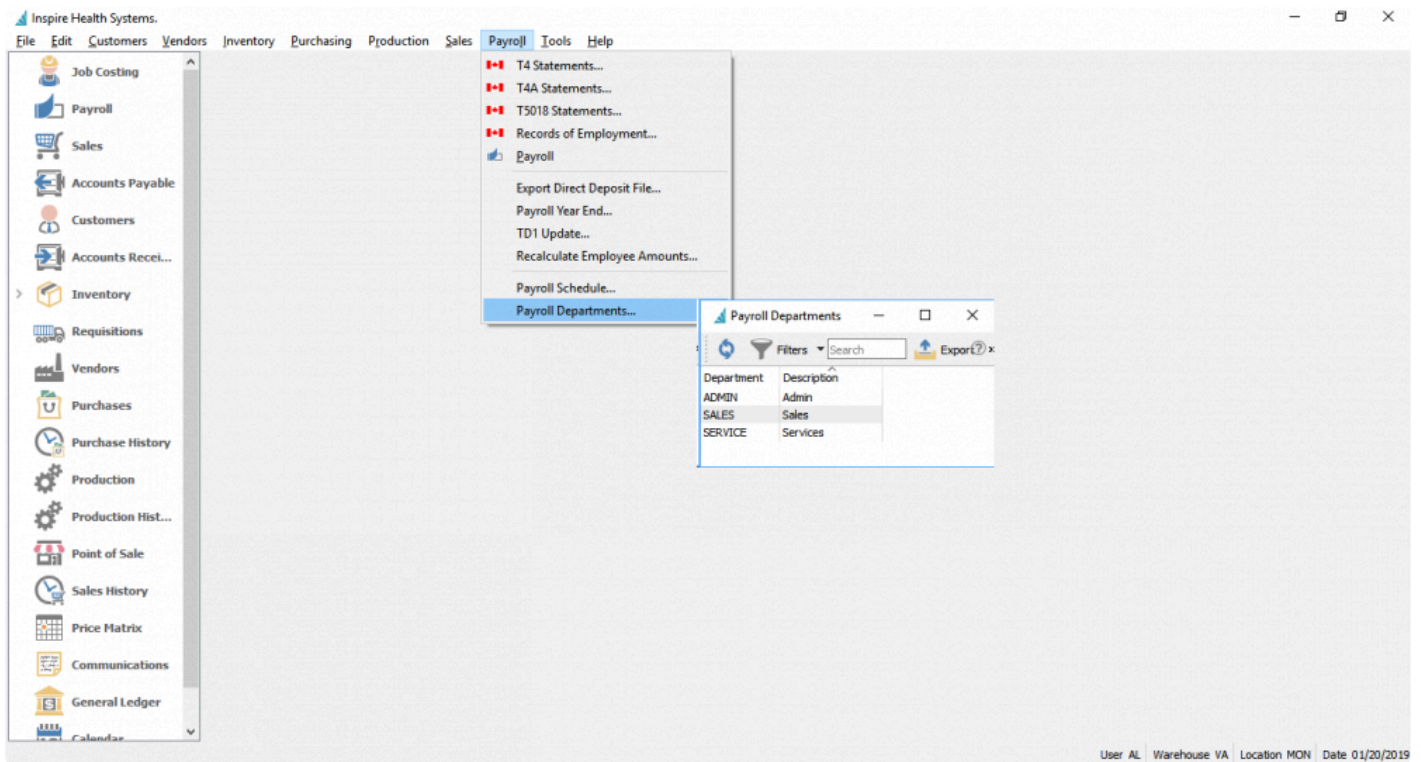 Inspire Health Systems.
File Edit Customers Vendors Inventory Purchasing Production Sales Payroll Tools Help
Job Costing
Payroll
Sales
Accounts Payable
Customers
Accounts Recei...
Inventory
Requisitions
Vendors
Purchases
Purchase History
Production
Production Hist...
Point of Sale
Sales History
Price Matrix
Communications
General Ledger
Calendar
T4 Statements...
T4A Statements...
T5018 Statements...
Records of Employment...
Payroll
Export Direct Deposit File...
Payroll Year End...
TD1 Update...
Recalculate Employee Amounts...
Payroll Schedule...
Payroll Departments...
Payroll Departments
Filters Search Export
Department Description
ADMIN Admin
SALES Sales
SERVICE Services
User AL Warehouse VA Location MON Date 01/20/2019